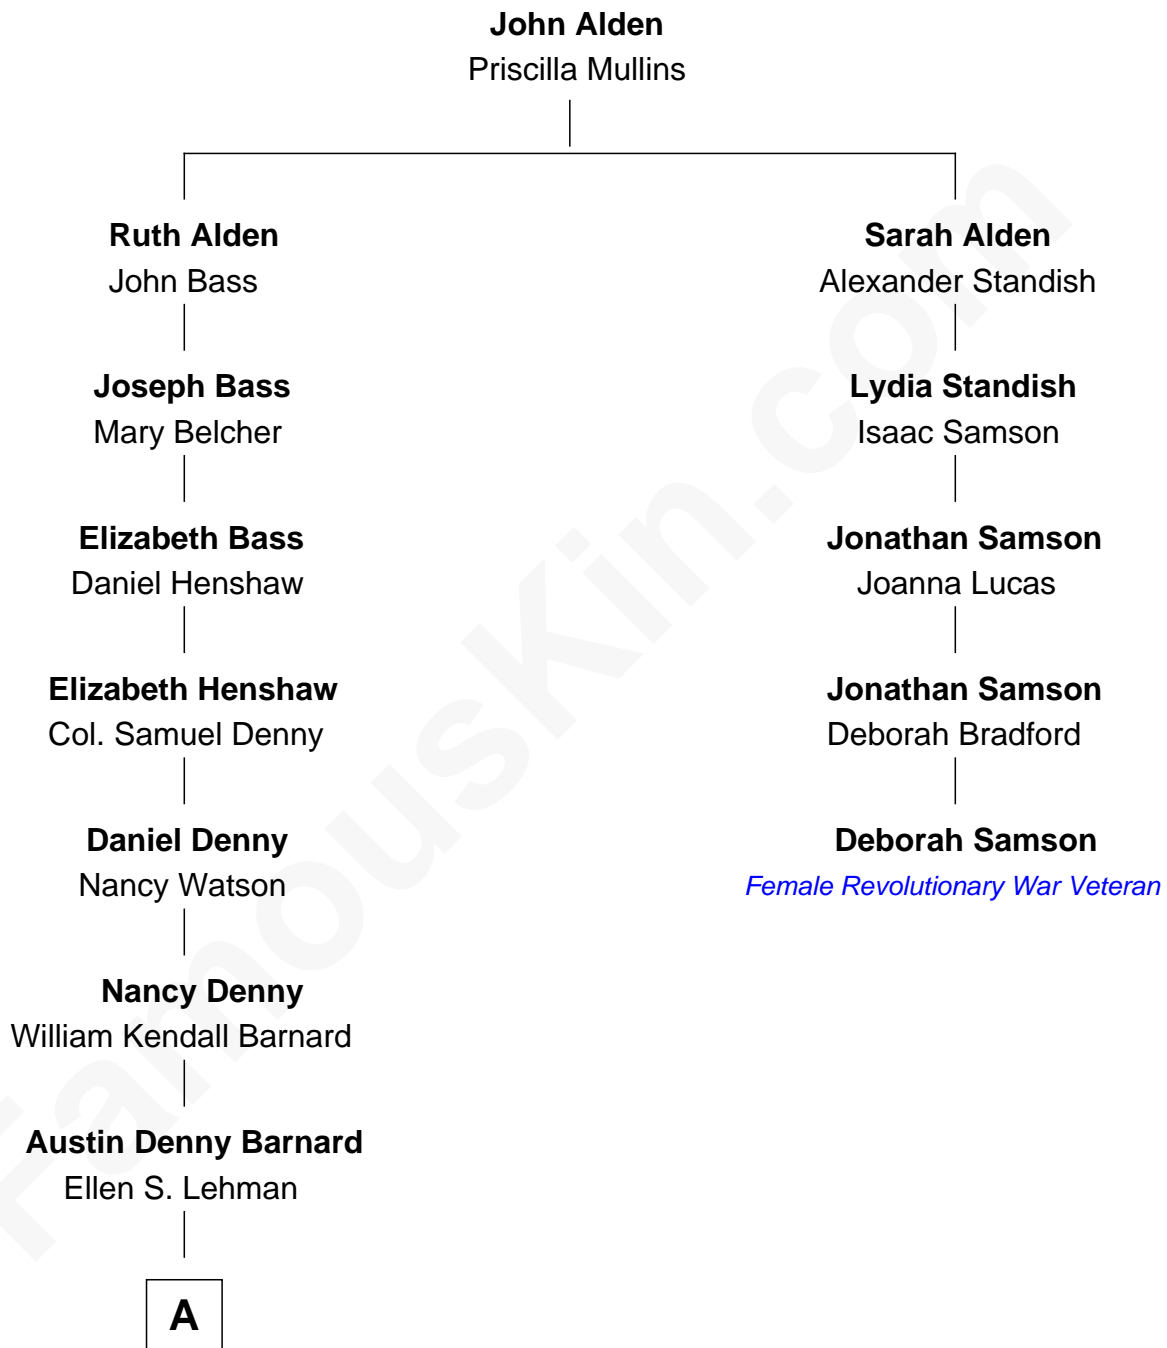 John Alden
Priscilla Mullins
Ruth Alden
John Bass
Sarah Alden
Alexander Standish
Joseph Bass
Mary Belcher
Lydia Standish
Isaac Samson
Elizabeth Bass
Daniel Henshaw
Jonathan Samson
Joanna Lucas
Elizabeth Henshaw
Col. Samuel Denny
Jonathan Samson
Deborah Bradford
Daniel Denny
Nancy Watson
Deborah Samson
Female Revolutionary War Veteran
Nancy Denny
William Kendall Barnard
Austin Denny Barnard
Ellen S. Lehman
A
FamousKin.com